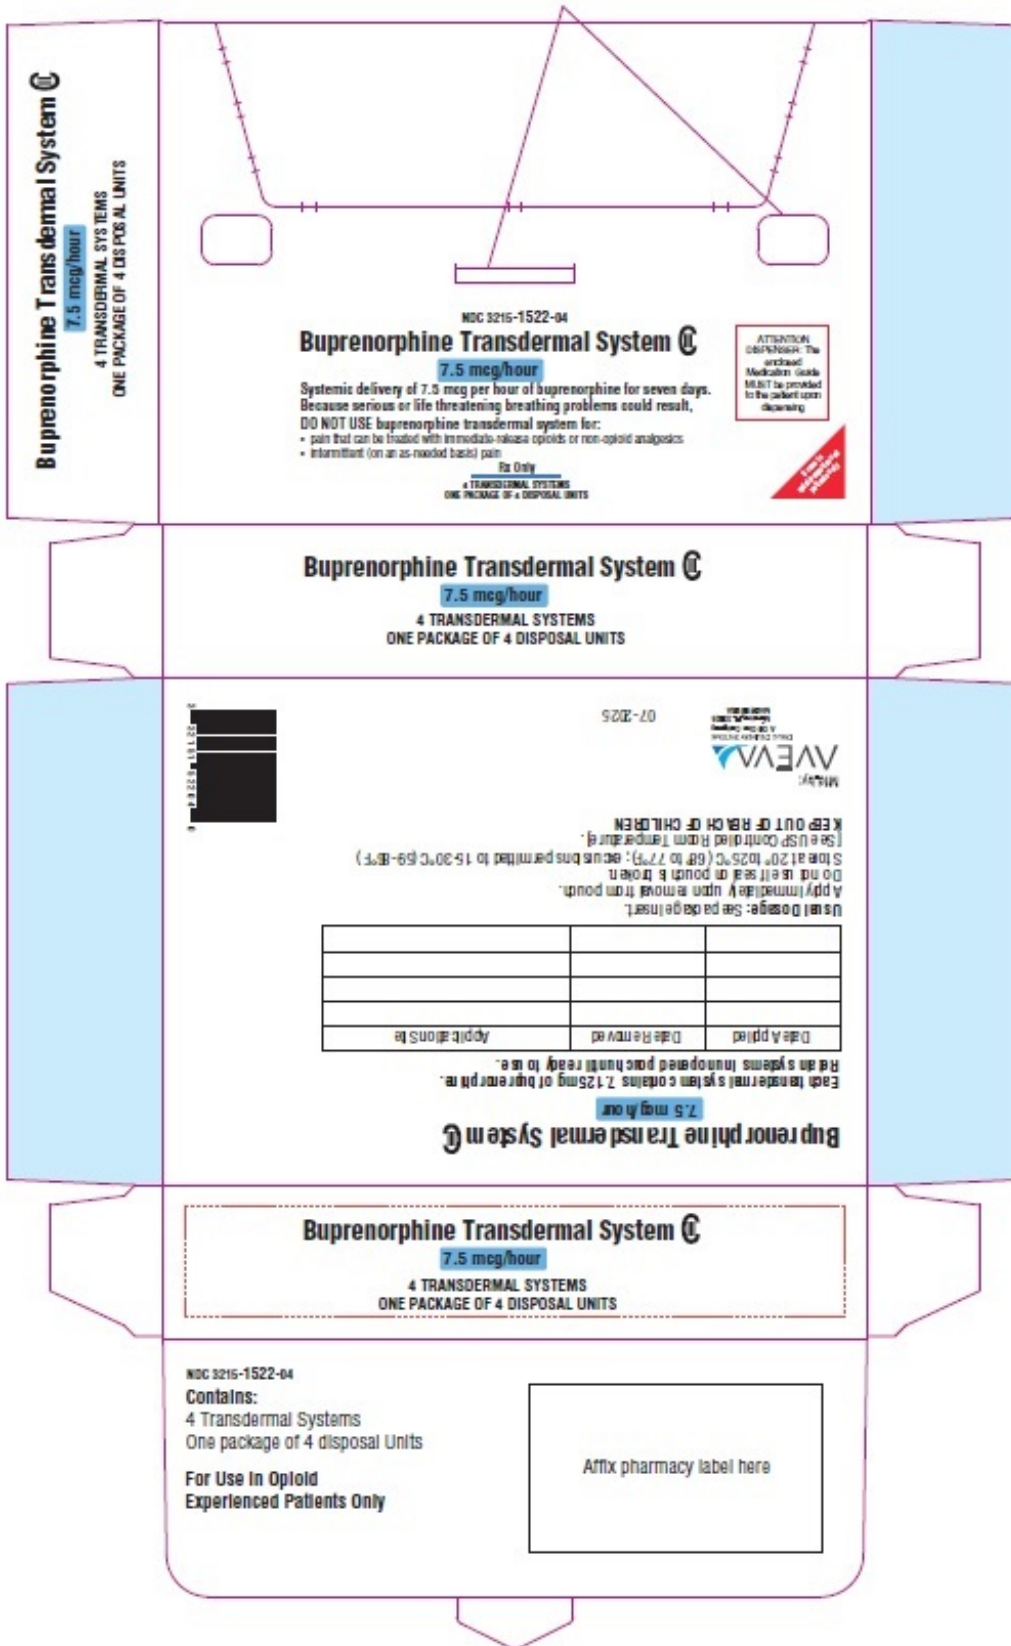 Buprenorphine Transdermal System CIII
7.5 mcg/hour
4 TRANSDERMAL SYSTEMS
ONE PACKAGE OF 4 DISPOSAL UNITS
NDC 3215-1522-04
Buprenorphine Transdermal System CIII
7.5 mcg/hour
Systemic delivery of 7.5 mcg per hour of buprenorphine for seven days.
Because serious or life threatening breathing problems could result,
DO NOT USE buprenorphine transdermal system for:
• pain that can be treated with immediate-release opioids or non-opioid analgesics
• intermittent (on an as-needed basis) pain
Rx Only
4 TRANSDERMAL SYSTEMS
ONE PACKAGE OF 4 DISPOSAL UNITS
ATTENTION
DISPENSER: The
enclosed
Medication Guide
MUST be provided
to the patient upon
dispensing
Buprenorphine Transdermal System CIII
7.5 mcg/hour
4 TRANSDERMAL SYSTEMS
ONE PACKAGE OF 4 DISPOSAL UNITS
Buprenorphine Transdermal System CIII
7.5 mcg/hour
Each transdermal system contains 7.125mg of buprenorphine.
Retain systems in unopened pouch until ready to use.
Date Applied Date Removed Application Site
Usual Dosage: See package insert.
Apply immediately upon removal from pouch.
Do not use if seal on pouch is broken.
Store at 20° to 25°C (68° to 77°F); excursions permitted to 15-30°C (59-86°F)
[See USP Controlled Room Temperature].
KEEP OUT OF REACH OF CHILDREN
Mfd. by:
AVEVA
DRUG DELIVERY SYSTEMS
07-2025
Buprenorphine Transdermal System CIII
7.5 mcg/hour
4 TRANSDERMAL SYSTEMS
ONE PACKAGE OF 4 DISPOSAL UNITS
NDC 3215-1522-04
Contains:
4 Transdermal Systems
One package of 4 disposal Units
For Use in Opioid
Experienced Patients Only
Affix pharmacy label here